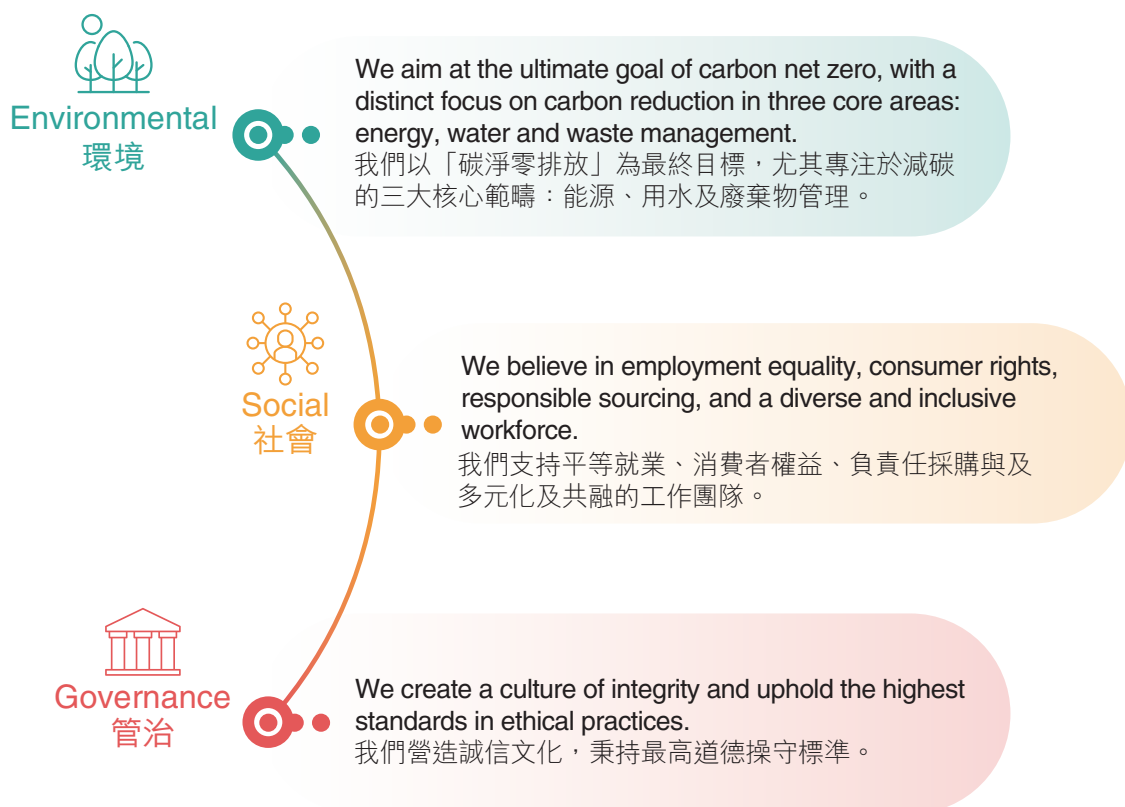 Environmental
環境
We aim at the ultimate goal of carbon net zero, with a
distinct focus on carbon reduction in three core areas:
energy, water and waste management.
我們以「碳淨零排放」為最終目標，尤其專注於減碳
的三大核心範疇：能源、用水及廢棄物管理。
Social
社會
We believe in employment equality, consumer rights,
responsible sourcing, and a diverse and inclusive
workforce.
我們支持平等就業、消費者權益、負責任採購與及
多元化及共融的工作團隊。
Governance
管治
We create a culture of integrity and uphold the highest
standards in ethical practices.
我們營造誠信文化，秉持最高道德操守標準。